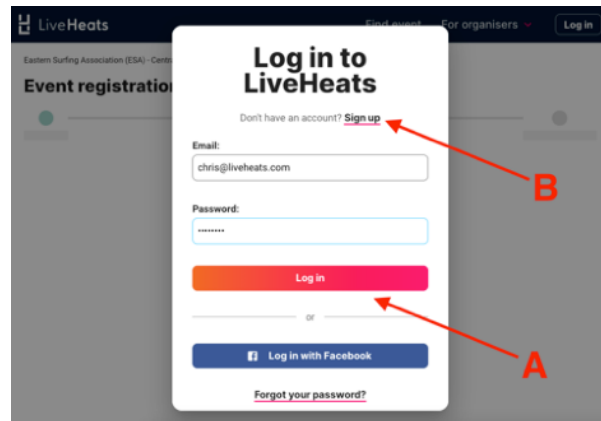 LiveHeats
Find event For organisers Log in
Eastern Surfing Association (ESA) - Centr
Event registration
Log in to
LiveHeats
Don't have an account? Sign up
Email:
chris@liveheats.com
Password:
Log in
or
Log in with Facebook
Forgot your password?
B
A